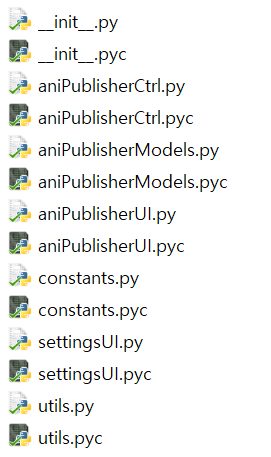 __init__.py
__init__.pyc
aniPublisherCtrl.py
aniPublisherCtrl.pyc
aniPublisherModels.py
aniPublisherModels.pyc
aniPublisherUI.py
aniPublisherUI.pyc
constants.py
constants.pyc
settingsUI.py
settingsUI.pyc
utils.py
utils.pyc